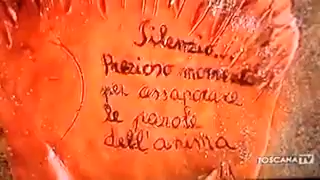 Silenzio...
Prezioso momento
per assaporare
le parole
dell'anima
TOSCANA TV